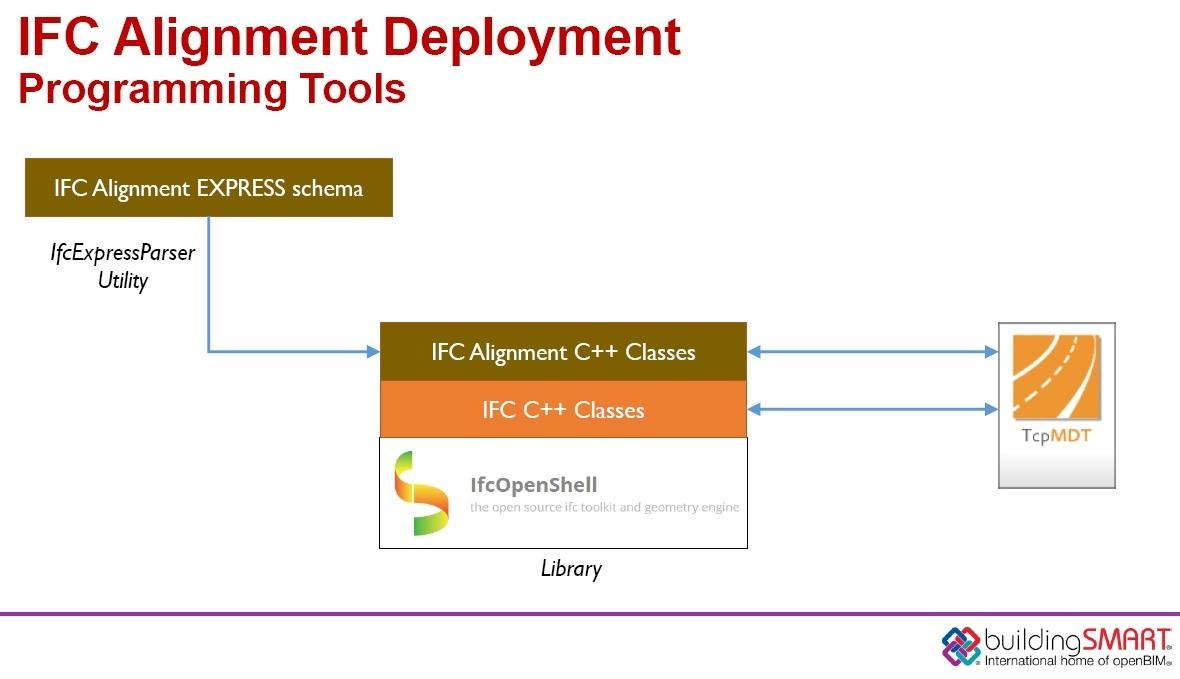 IFC Alignment Deployment
Programming Tools
IFC Alignment EXPRESS schema
IfcExpressParser
Utility
IFC Alignment C++ Classes
IFC C++ Classes
IfcOpenShell
the open source ifc toolkit and geometry engine
Library
TcpMDT
buildingSMART®
International home of openBIM®